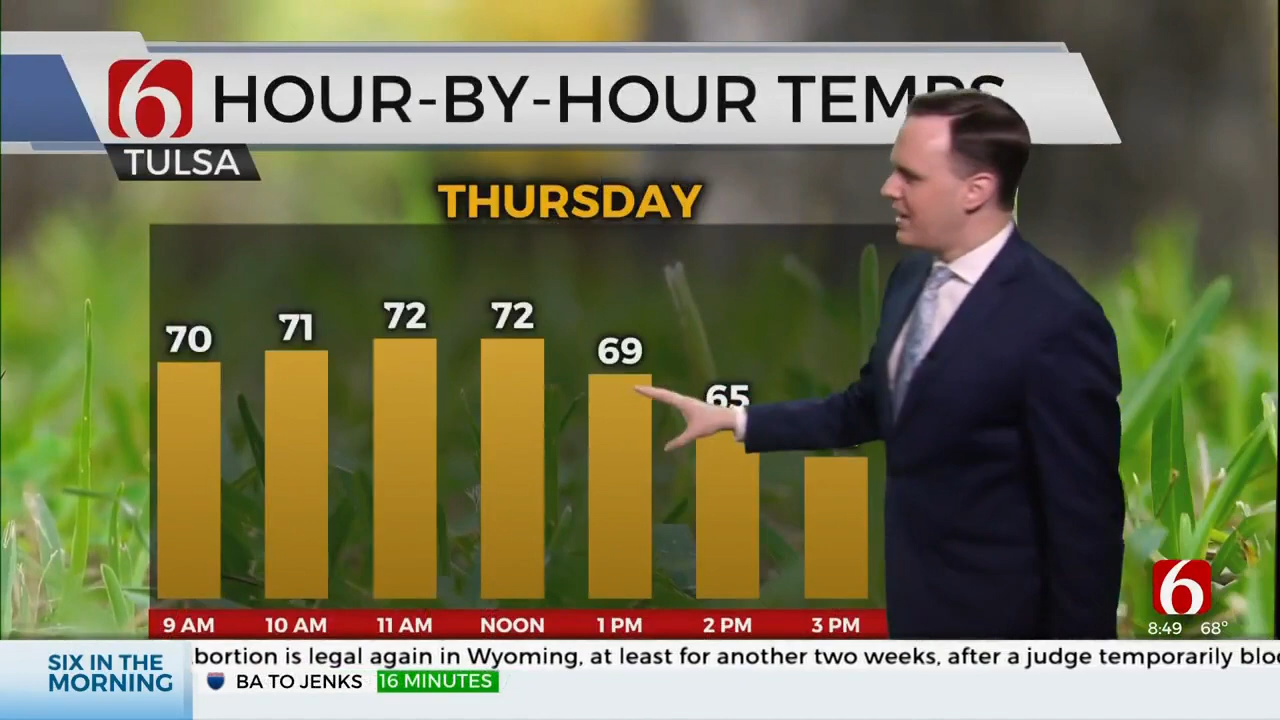 6 HOUR-BY-HOUR TEMPS
TULSA
THURSDAY
70 71 72 72 69 65
9 AM 10 AM 11 AM NOON 1 PM 2 PM 3 PM
6
8:49 68°
SIX IN THE
MORNING
bortion is legal again in Wyoming, at least for another two weeks, after a judge temporarily bloc
BA TO JENKS 16 MINUTES